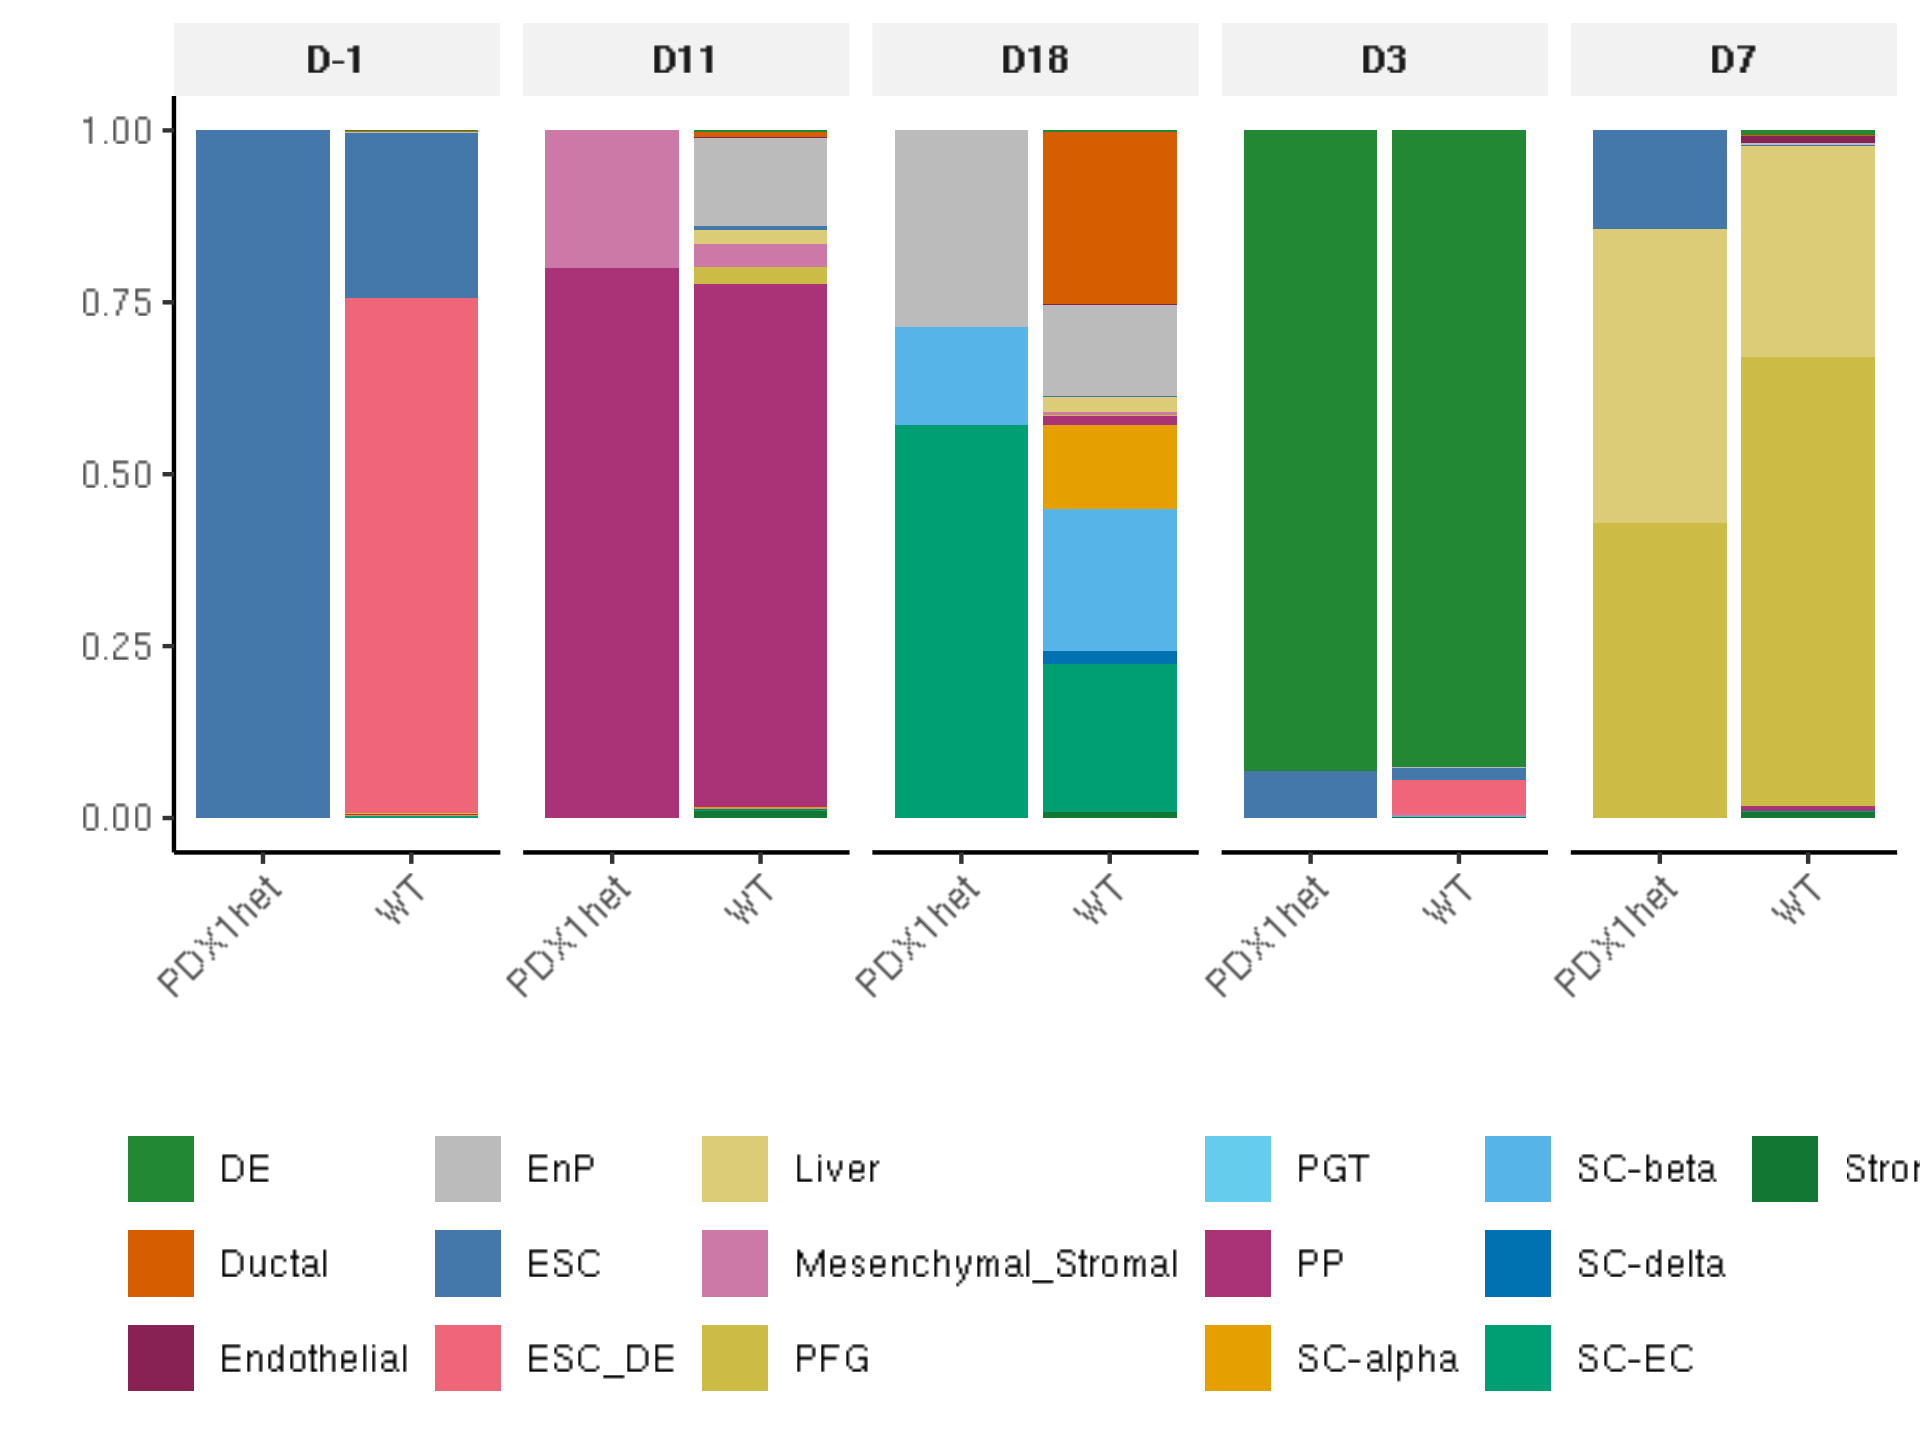 D-1 D11 D18 D3 D7
1.00
0.75
0.50
0.25
0.00
PDX1het WT PDX1het WT PDX1het WT PDX1het WT PDX1het WT
DE EnP Liver PGT SC-beta Stror
Ductal ESC Mesenchymal_Stromal PP SC-delta
Endothelial ESC_DE PFG SC-alpha SC-EC